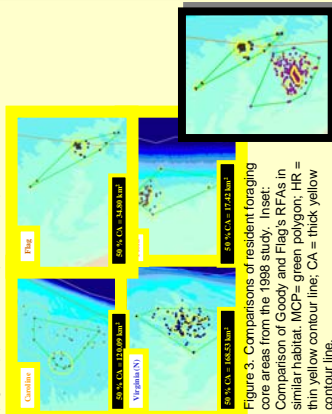 Caroline
50 % CA = 120.09 km²
Flag
50 % CA = 34.80 km²
Virginia (N)
50 % CA = 168.53 km²
50 % CA = 17.42 km²
Figure 3. Comparisons of resident foraging
core areas from the 1998 study. Inset:
Comparison of Goody and Flag's RFAs in
similar habitat. MCP= green polygon; HR =
thin yellow contour line; CA = thick yellow
contour line.